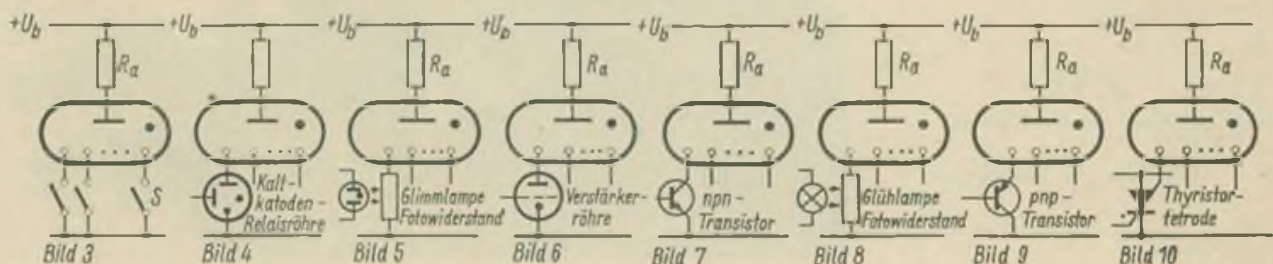 +Ub +Ub +Ub +Ub +Ub +Ub +Ub +Ub
Ra Ra Ra Ra Ra Ra Ra
S
Kalt-
katoden-
Relaisröhre
Glimmlampe
Fotowiderstand
Verstärker-
röhre
npn-
Transistor
Glühlampe
Fotowiderstand
pnp-
Transistor
Thyristor-
tetrode
Bild 3 Bild 4 Bild 5 Bild 6 Bild 7 Bild 8 Bild 9 Bild 10